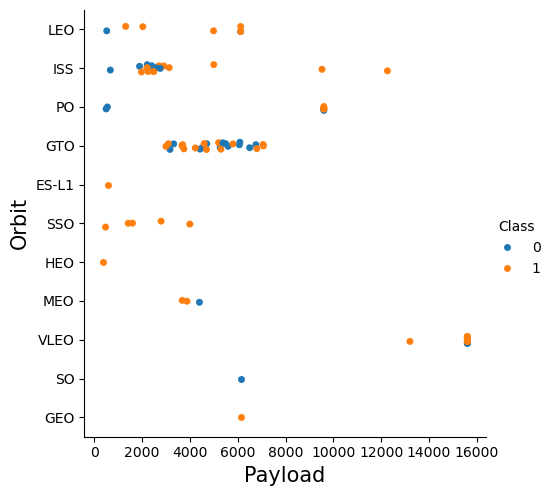 LEO
ISS
PO
GTO
ES-L1
SSO
HEO
MEO
VLEO
SO
GEO
Orbit
0 2000 4000 6000 8000 10000 12000 14000 16000
Payload
Class
0
1